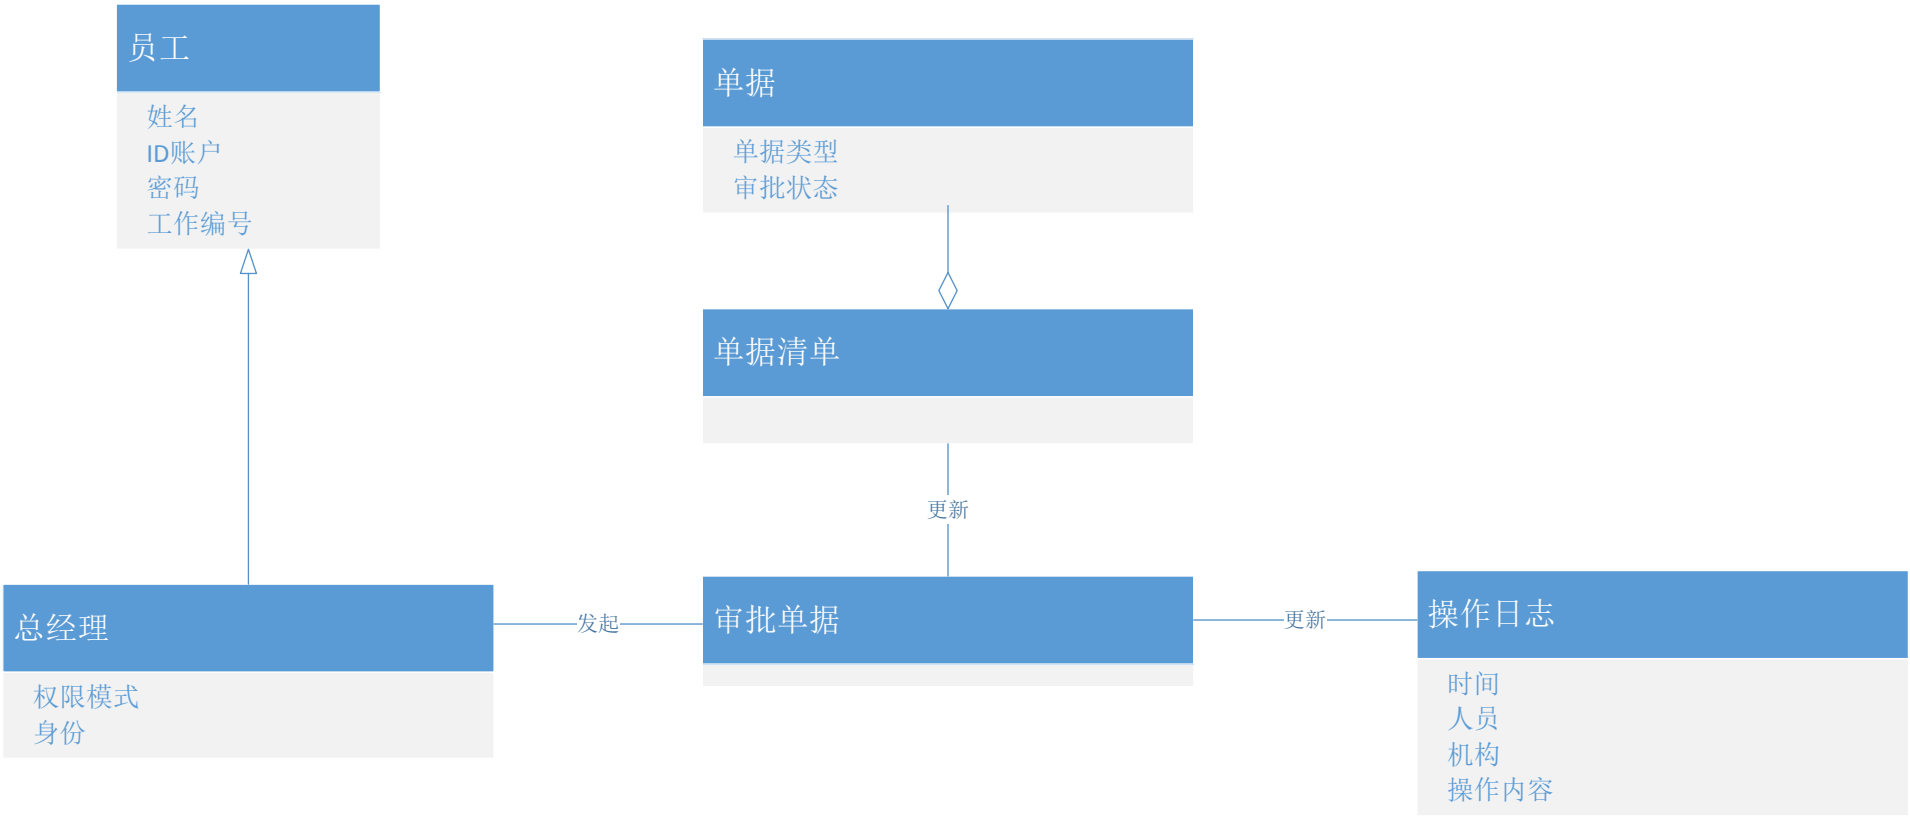 员工
姓名
ID账户
密码
工作编号
单据
单据类型
审批状态
单据清单
更新
总经理
权限模式
身份
发起
审批单据
更新
操作日志
时间
人员
机构
操作内容